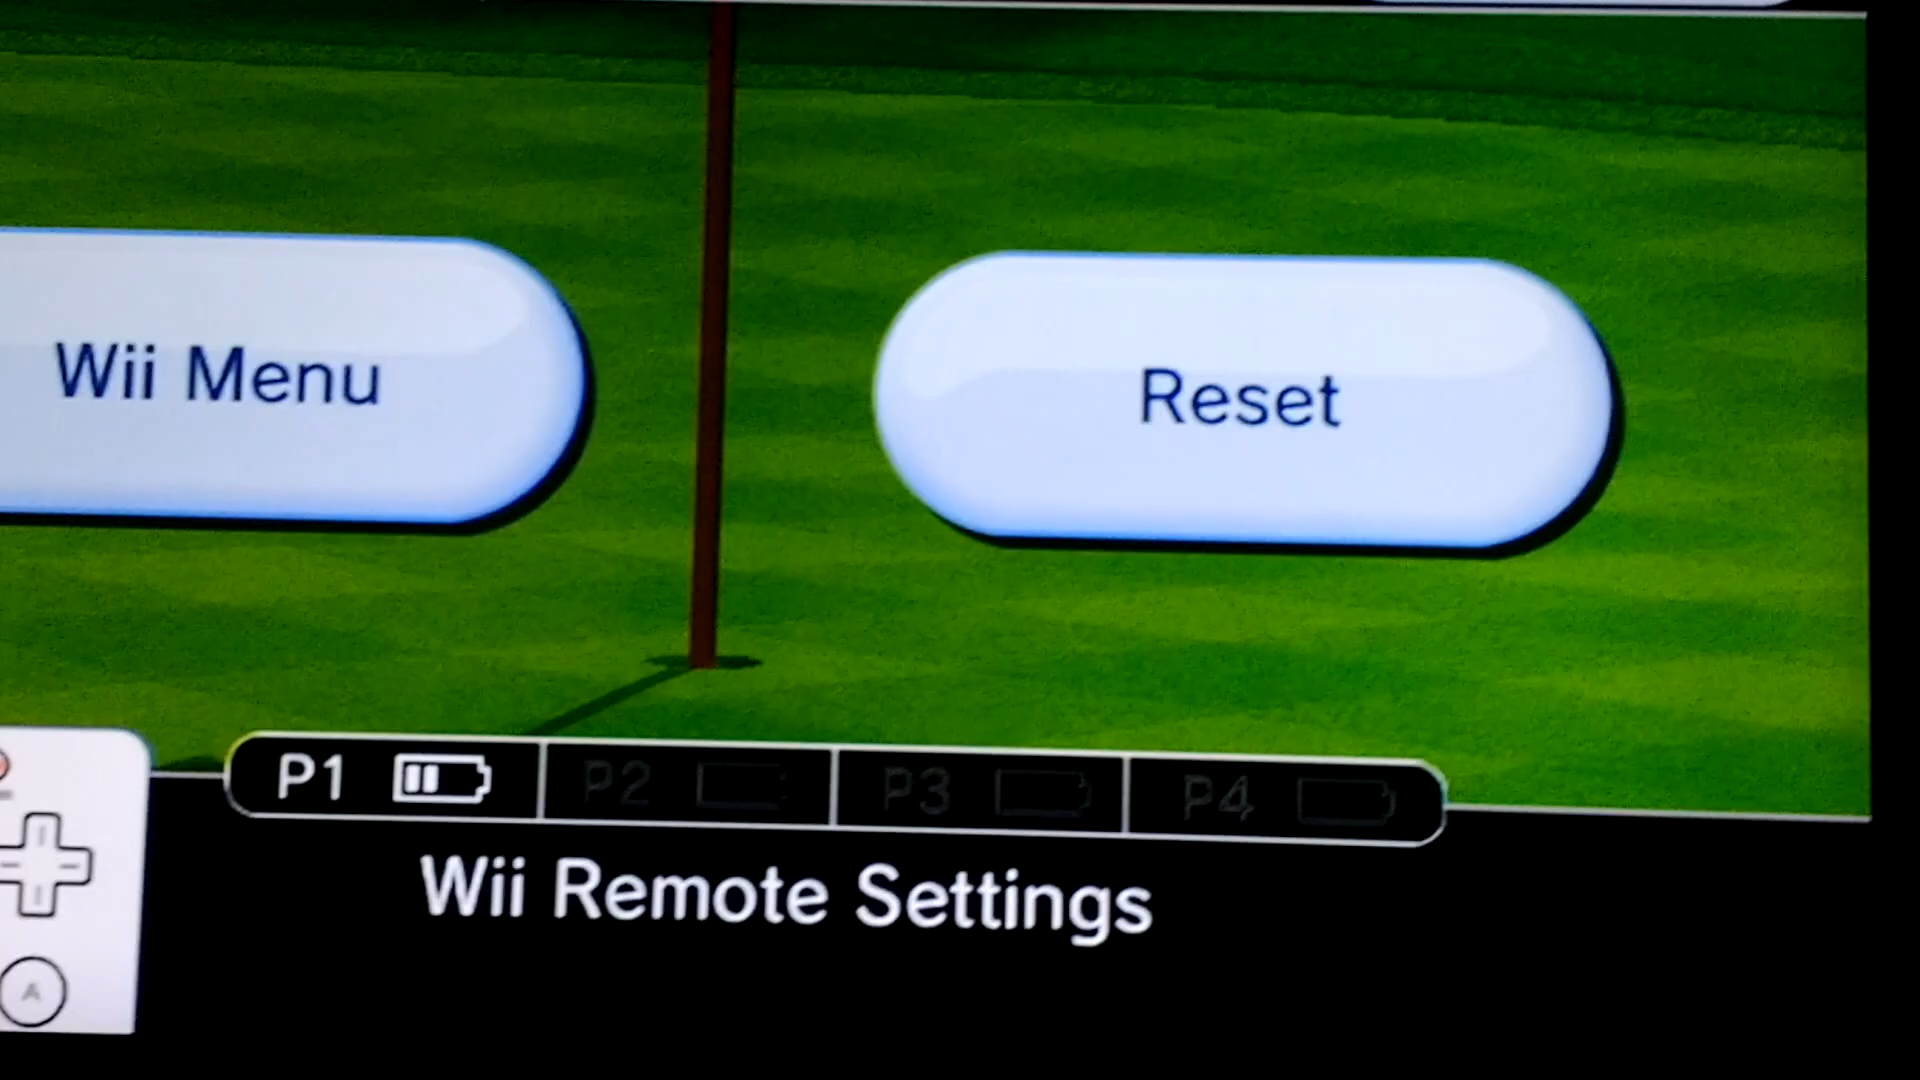 Wii Menu
Reset
P1 P2 P3 P4
Wii Remote Settings
A